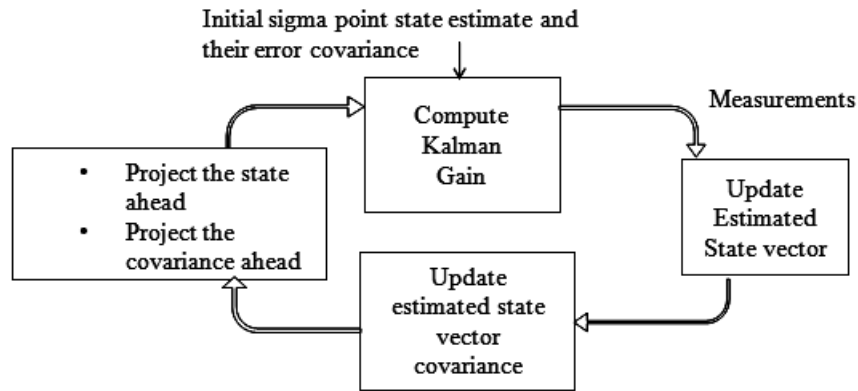 Initial sigma point state estimate and
their error covariance
Compute
Kalman
Gain
Measurements
• Project the state
ahead
• Project the
covariance ahead
Update
Estimated
State vector
Update
estimated state
vector
covariance